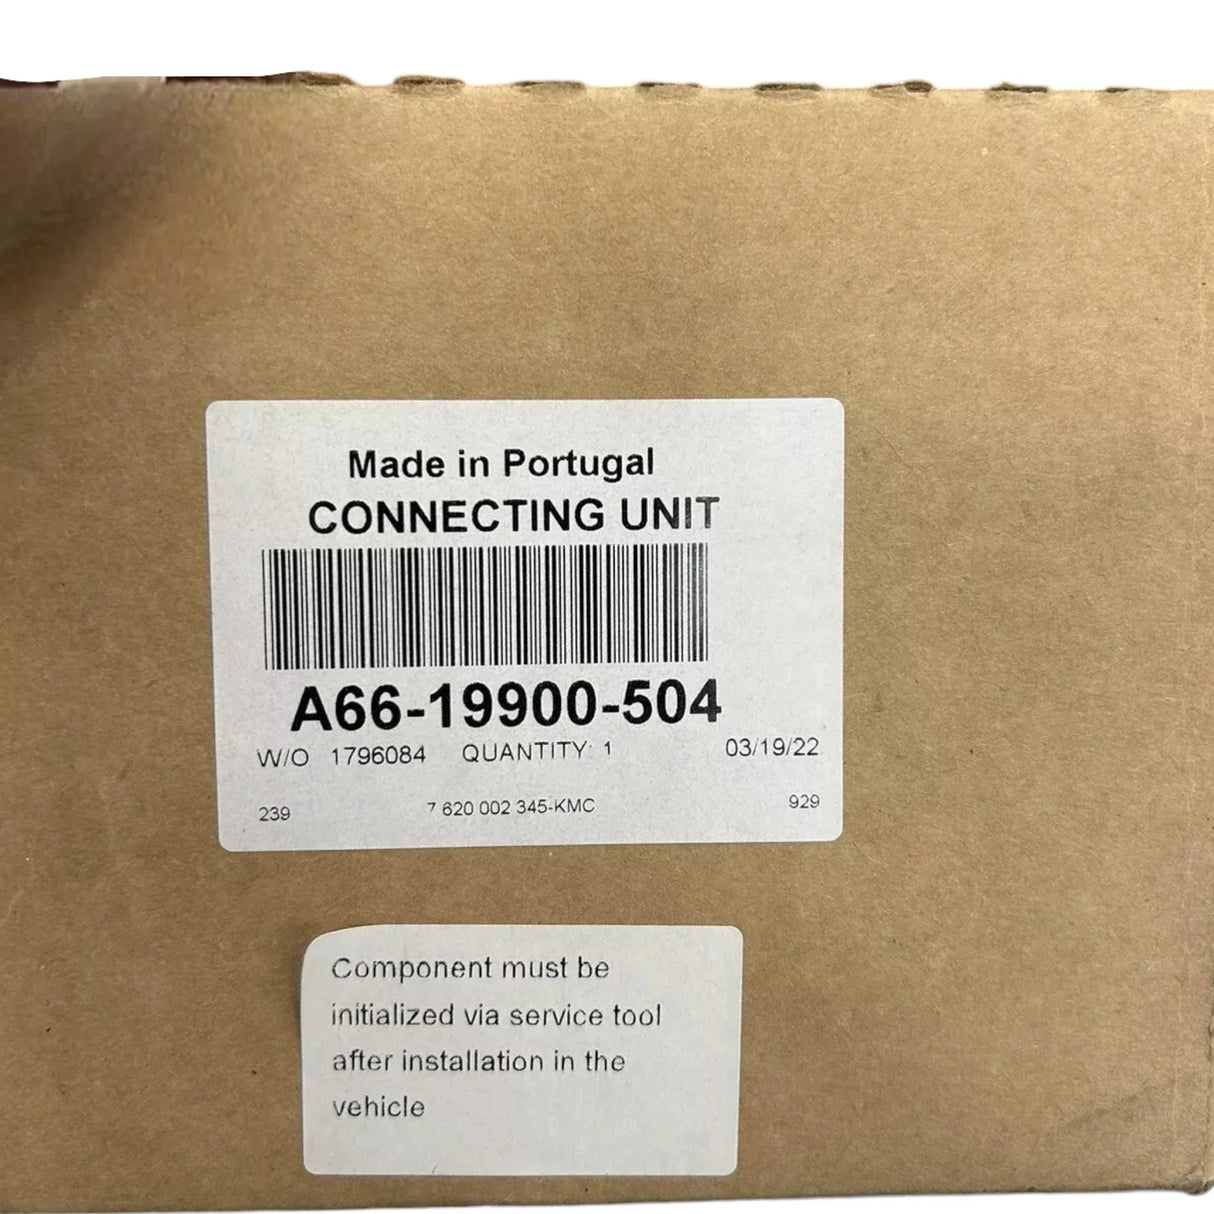 Made in Portugal
CONNECTING UNIT
A66-19900-504
W/O 1796084 QUANTITY: 1 03/19/22
239 7 620 002 345-KMC 929
Component must be
initialized via service tool
after installation in the
vehicle